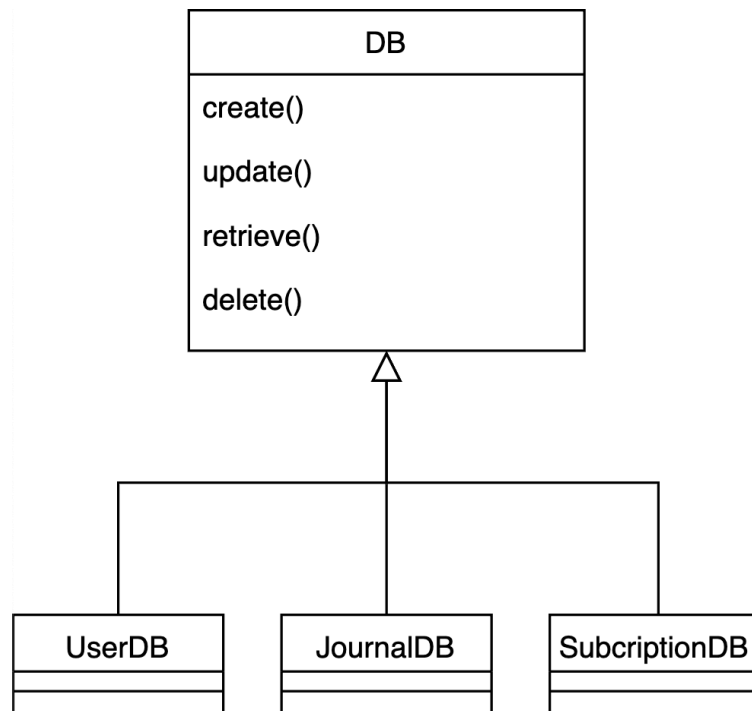 DB
create()
update()
retrieve()
delete()
UserDB
JournalDB
SubcriptionDB